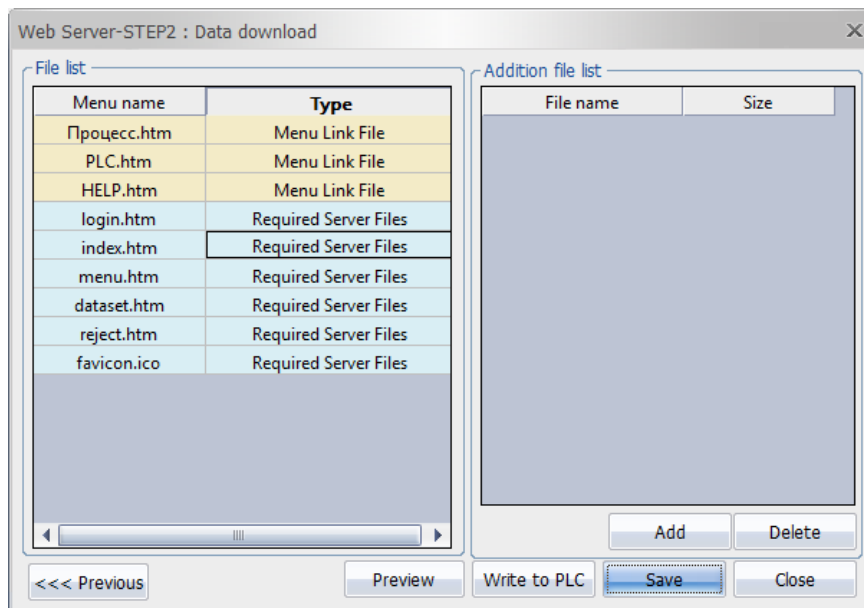 Web Server-STEP2 : Data download
File list
Menu name Type
Процесс.htm Menu Link File
PLC.htm Menu Link File
HELP.htm Menu Link File
login.htm Required Server Files
index.htm Required Server Files
menu.htm Required Server Files
dataset.htm Required Server Files
reject.htm Required Server Files
favicon.ico Required Server Files
Addition file list
File name Size
Add Delete
<<< Previous Preview Write to PLC Save Close